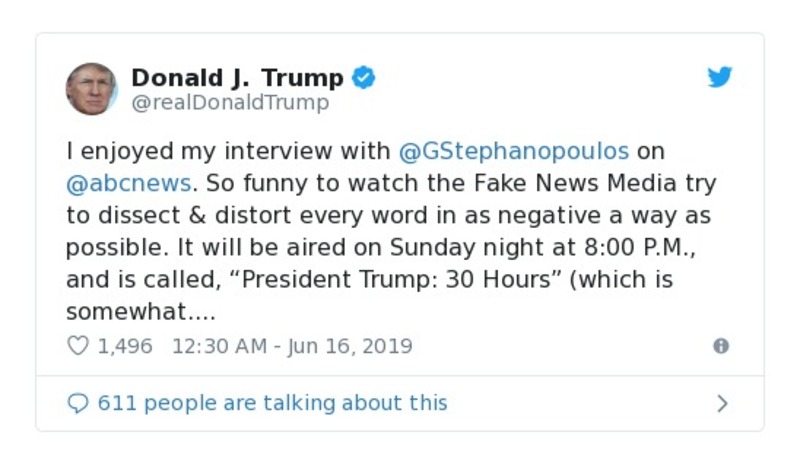 Donald J. Trump
@realDonaldTrump
I enjoyed my interview with @GStephanopoulos on
@abcnews. So funny to watch the Fake News Media try
to dissect & distort every word in as negative a way as
possible. It will be aired on Sunday night at 8:00 P.M.,
and is called, “President Trump: 30 Hours” (which is
somewhat....
1,496 12:30 AM - Jun 16, 2019
611 people are talking about this